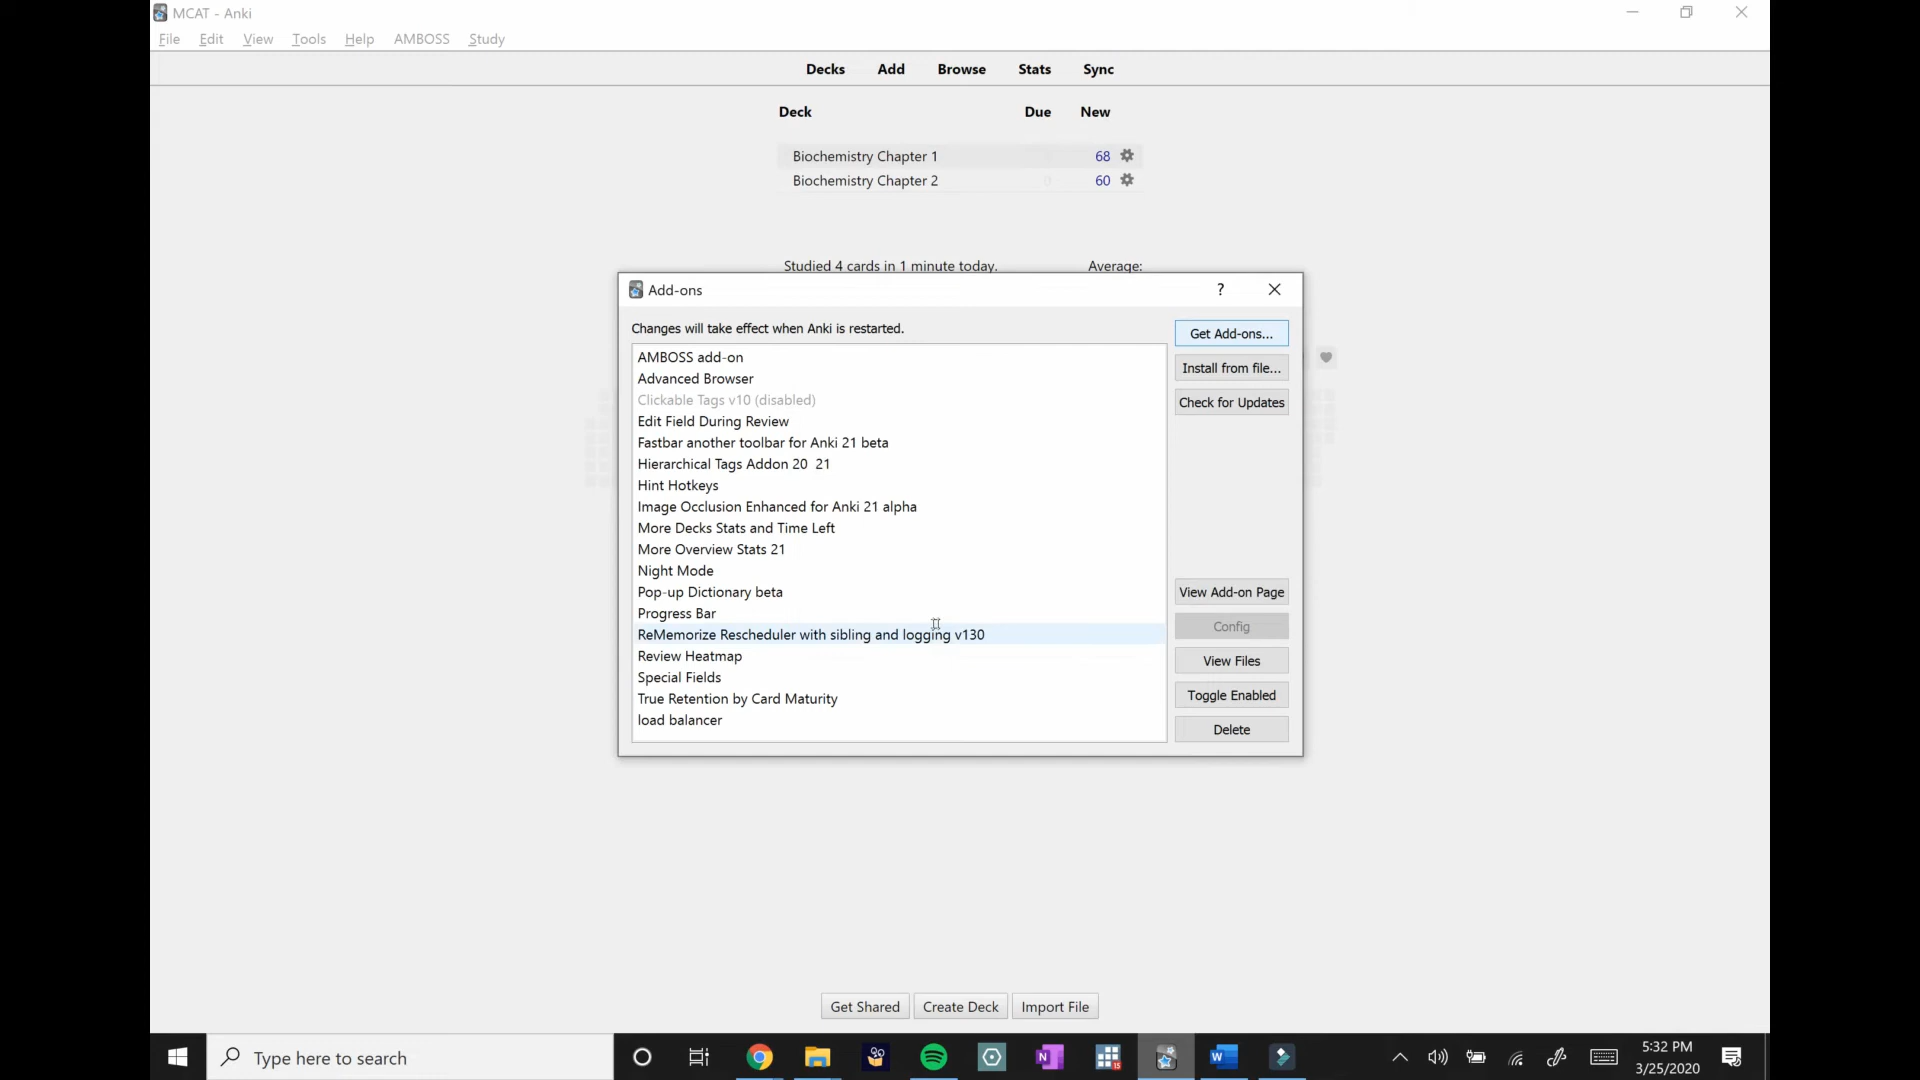 MCAT - Anki
File Edit View Tools Help AMBOSS Study
Decks Add Browse Stats Sync
Deck Due New
Biochemistry Chapter 1 68
Biochemistry Chapter 2 0 60
Studied 4 cards in 1 minute today. Average:
Add-ons ?
Changes will take effect when Anki is restarted.
Get Add-ons...
AMBOSS add-on
Install from file...
Advanced Browser
Clickable Tags v10 (disabled)
Check for Updates
Edit Field During Review
Fastbar another toolbar for Anki 21 beta
Hierarchical Tags Addon 20 21
Hint Hotkeys
Image Occlusion Enhanced for Anki 21 alpha
More Decks Stats and Time Left
More Overview Stats 21
Night Mode
Pop-up Dictionary beta
View Add-on Page
Progress Bar
Config
ReMemorize Rescheduler with sibling and logging v130
Review Heatmap
View Files
Special Fields
True Retention by Card Maturity
Toggle Enabled
load balancer
Delete
Get Shared Create Deck Import File
Type here to search
15
5:32 PM
3/25/2020